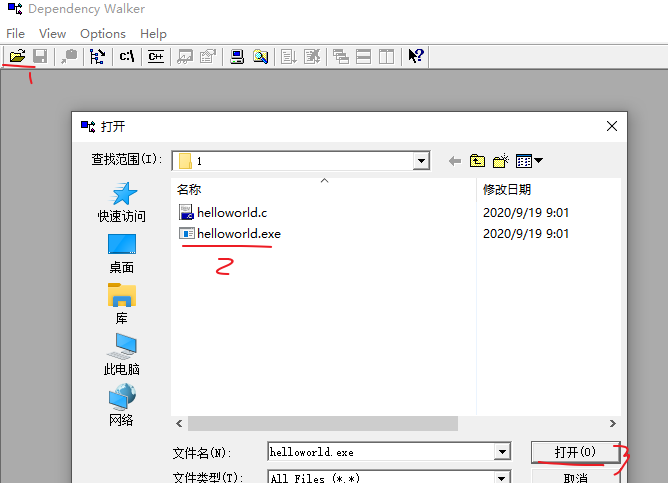 Dependency Walker
File View Options Help
c:\ C++
1
打开
查找范围(I): 1
名称 修改日期
快速访问
helloworld.c 2020/9/19 9:01
helloworld.exe 2020/9/19 9:01
2
桌面
库
此电脑
网络
文件名(N): helloworld.exe 打开(O) 3
文件类型(T): All Files (*.*) 取消